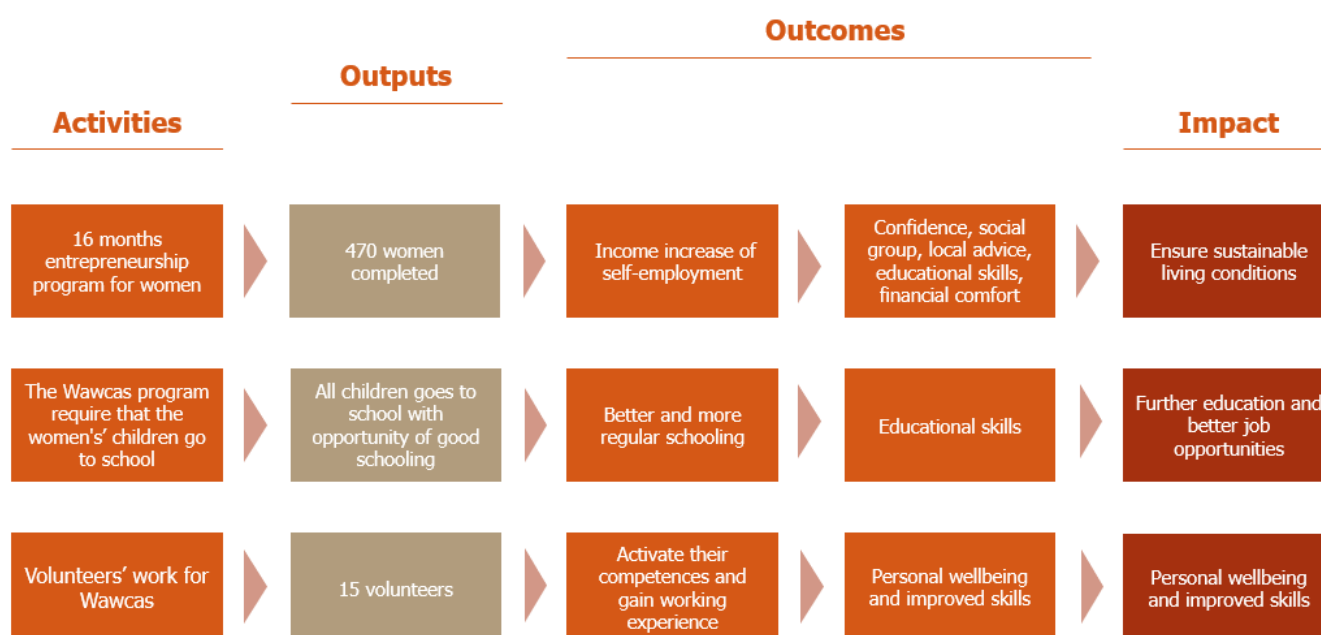 Outcomes
Outputs
Activities
Impact
16 months
entrepreneurship
program for women
470 women
completed
Income increase of
self-employment
Confidence, social
group, local advice,
educational skills,
financial comfort
Ensure sustainable
living conditions
The Wawcas program
require that the
women's' children go
to school
All children goes to
school with
opportunity of good
schooling
Better and more
regular schooling
Educational skills
Further education and
better job
opportunities
Volunteers' work for
Wawcas
15 volunteers
Activate their
competences and
gain working
experience
Personal wellbeing
and improved skills
Personal wellbeing
and improved skills